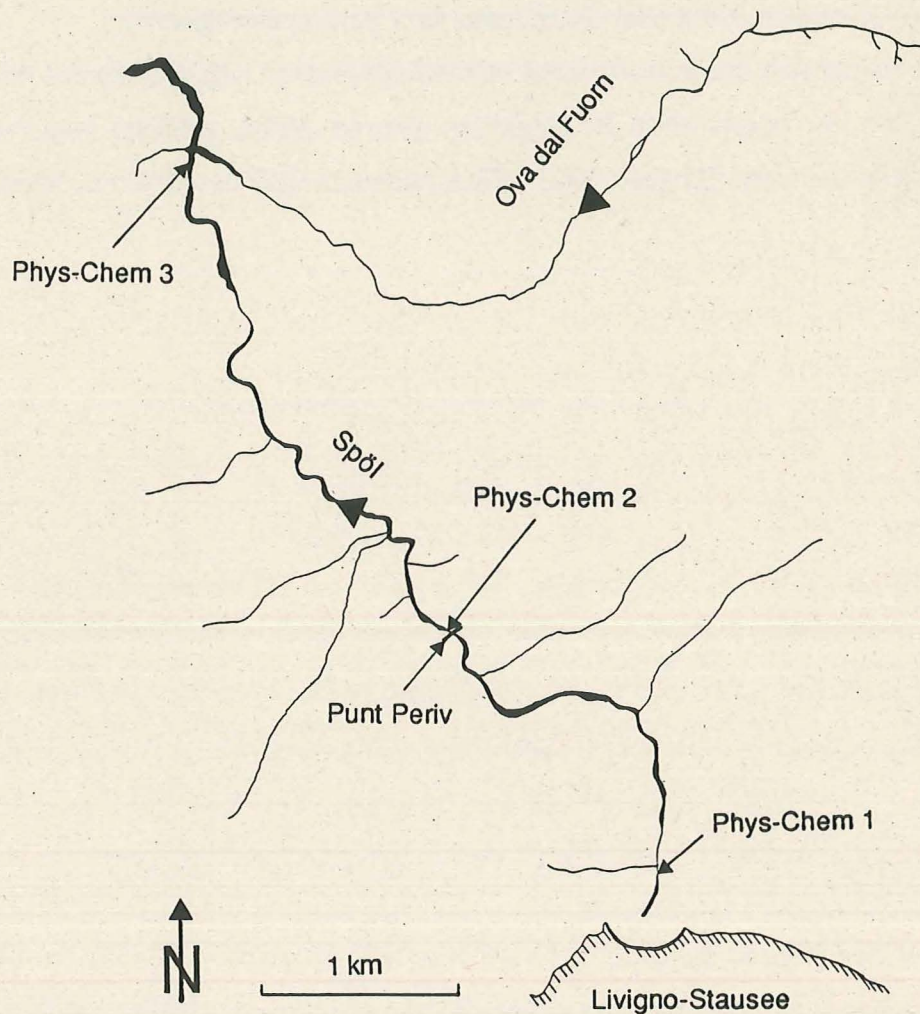 Ova dal Fuorn
Phys-Chem 3
Spöl
Phys-Chem 2
Punt Periv
Phys-Chem 1
N
1 km
Livigno-Stausee